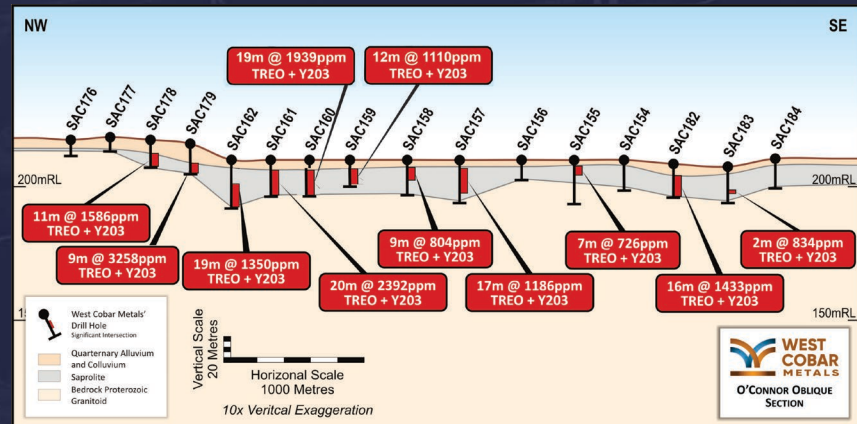 NW
SE
19m @ 1939ppm
TREO + Y203
12m @ 1110ppm
TREO + Y203
SAC176
SAC177
SAC178
SAC179
SAC162
SAC161
SAC160
SAC159
SAC158
SAC157
SAC156
SAC155
SAC154
SAC182
SAC183
SAC184
200mRL
200mRL
11m @ 1586ppm
TREO + Y203
9m @ 3258ppm
TREO + Y203
19m @ 1350ppm
TREO + Y203
20m @ 2392ppm
TREO + Y203
9m @ 804ppm
TREO + Y203
17m @ 1186ppm
TREO + Y203
7m @ 726ppm
TREO + Y203
16m @ 1433ppm
TREO + Y203
2m @ 834ppm
TREO + Y203
150mRL
West Cobar Metals'
Drill Hole
Significant Intersection
Quaternary Alluvium
and Colluvium
Saprolite
Bedrock Proterozoic
Granitoid
Vertical Scale
20 Metres
Horizonal Scale
1000 Metres
10x Veritcal Exaggeration
WEST
COBAR
METALS
O'CONNOR OBLIQUE
SECTION